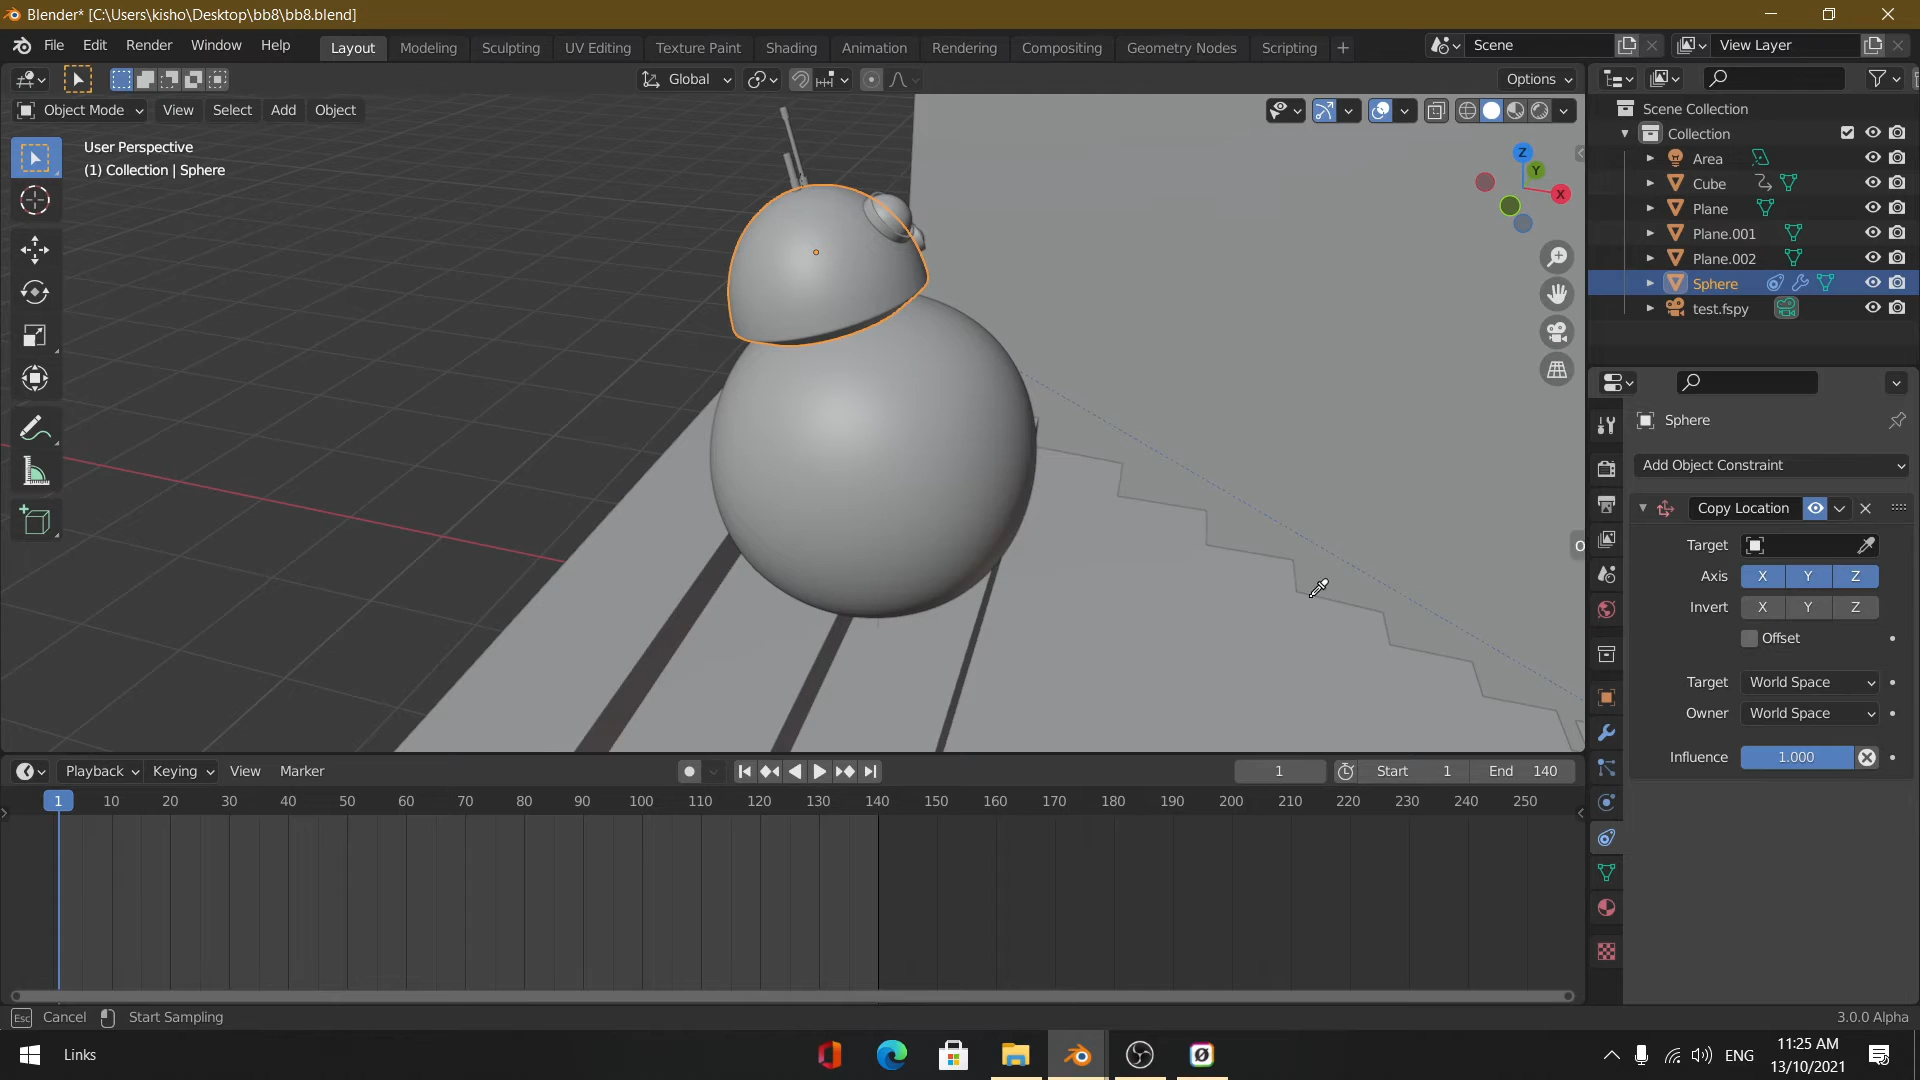 Blender* [C:\Users\kisho\Desktop\bb8\bb8.blend]
File Edit Render Window Help Layout Modeling Sculpting UV Editing Texture Paint Shading Animation Rendering Compositing Geometry Nodes Scripting + Scene View Layer
Global Options
Object Mode View Select Add Object
User Perspective
(1) Collection | Sphere
Z
Y
X
Scene Collection
Collection
Area
Cube
Plane
Plane.001
Plane.002
Sphere
test.fspy
Sphere
Add Object Constraint
Copy Location
Target
Axis X Y Z
Invert X Y Z
Offset
Target World Space
Owner World Space
Influence 1.000
Playback Keying View Marker 1 Start 1 End 140
1 10 20 30 40 50 60 70 80 90 100 110 120 130 140 150 160 170 180 190 200 210 220 230 240 250
Esc Cancel Start Sampling 3.0.0 Alpha
Links ENG 11:25 AM
13/10/2021